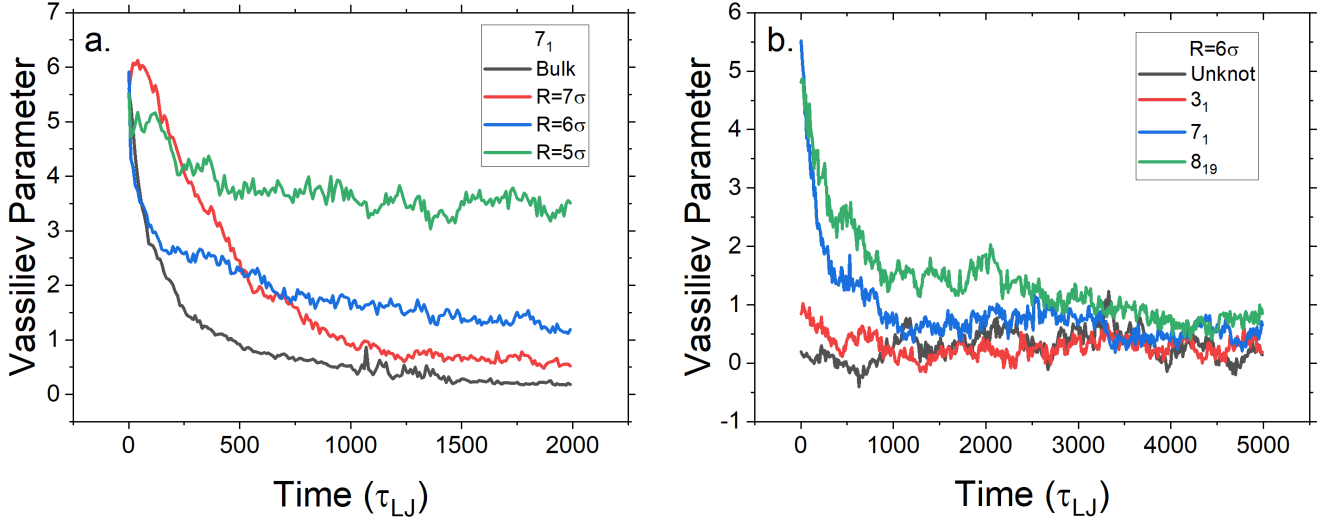 a.
7₁
Bulk
R=7σ
R=6σ
R=5σ
Vassiliev Parameter
7
6
5
4
3
2
1
0
0 500 1000 1500 2000
Time (τLJ)
b.
R=6σ
Unknot
3₁
7₁
8₁₉
Vassiliev Parameter
6
5
4
3
2
1
0
-1
0 1000 2000 3000 4000 5000
Time (τLJ)